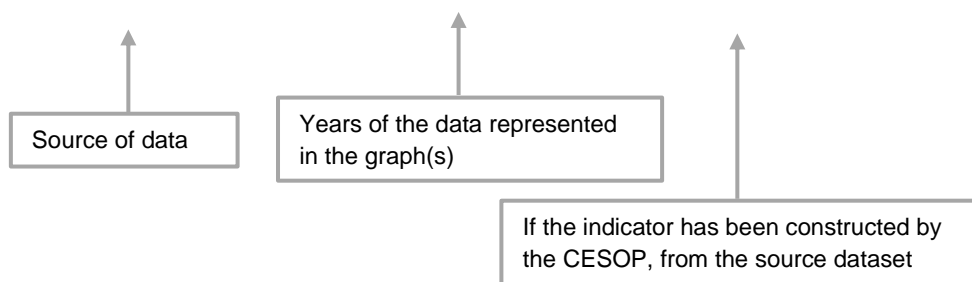 Source of data
Years of the data represented
in the graph(s)
If the indicator has been constructed by
the CESOP, from the source dataset